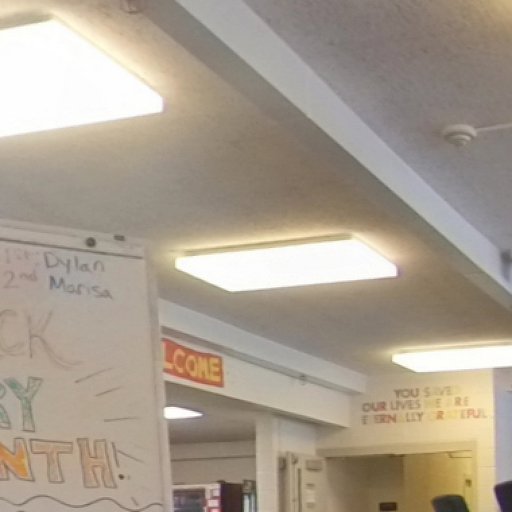 1st: Dylan
2nd Marisa
CK
RY
NTH!
LCOME
YOU SAVED
OUR LIVES WE ARE
ETERNALLY GRATEFUL